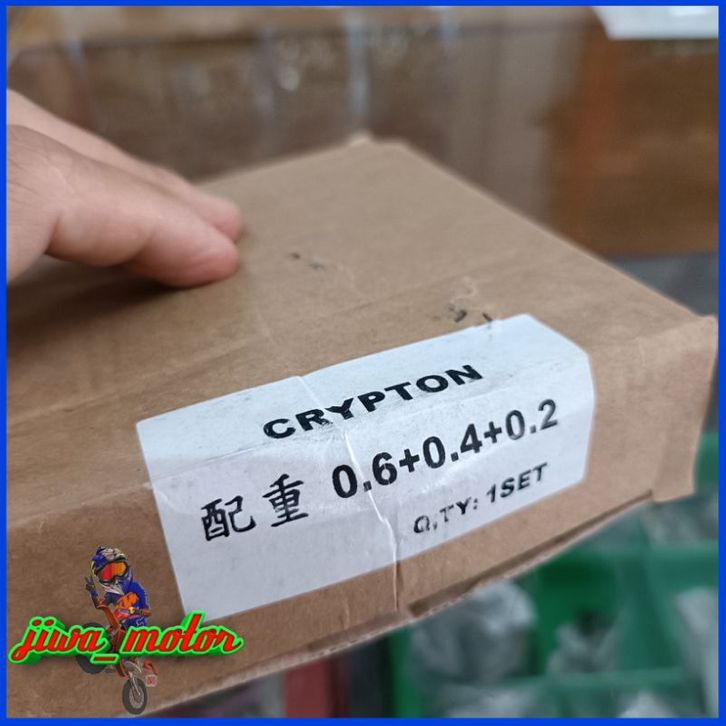 CRYPTON
配重 0.6+0.4+0.2
Q,TY: 1SET
jiwa_motor